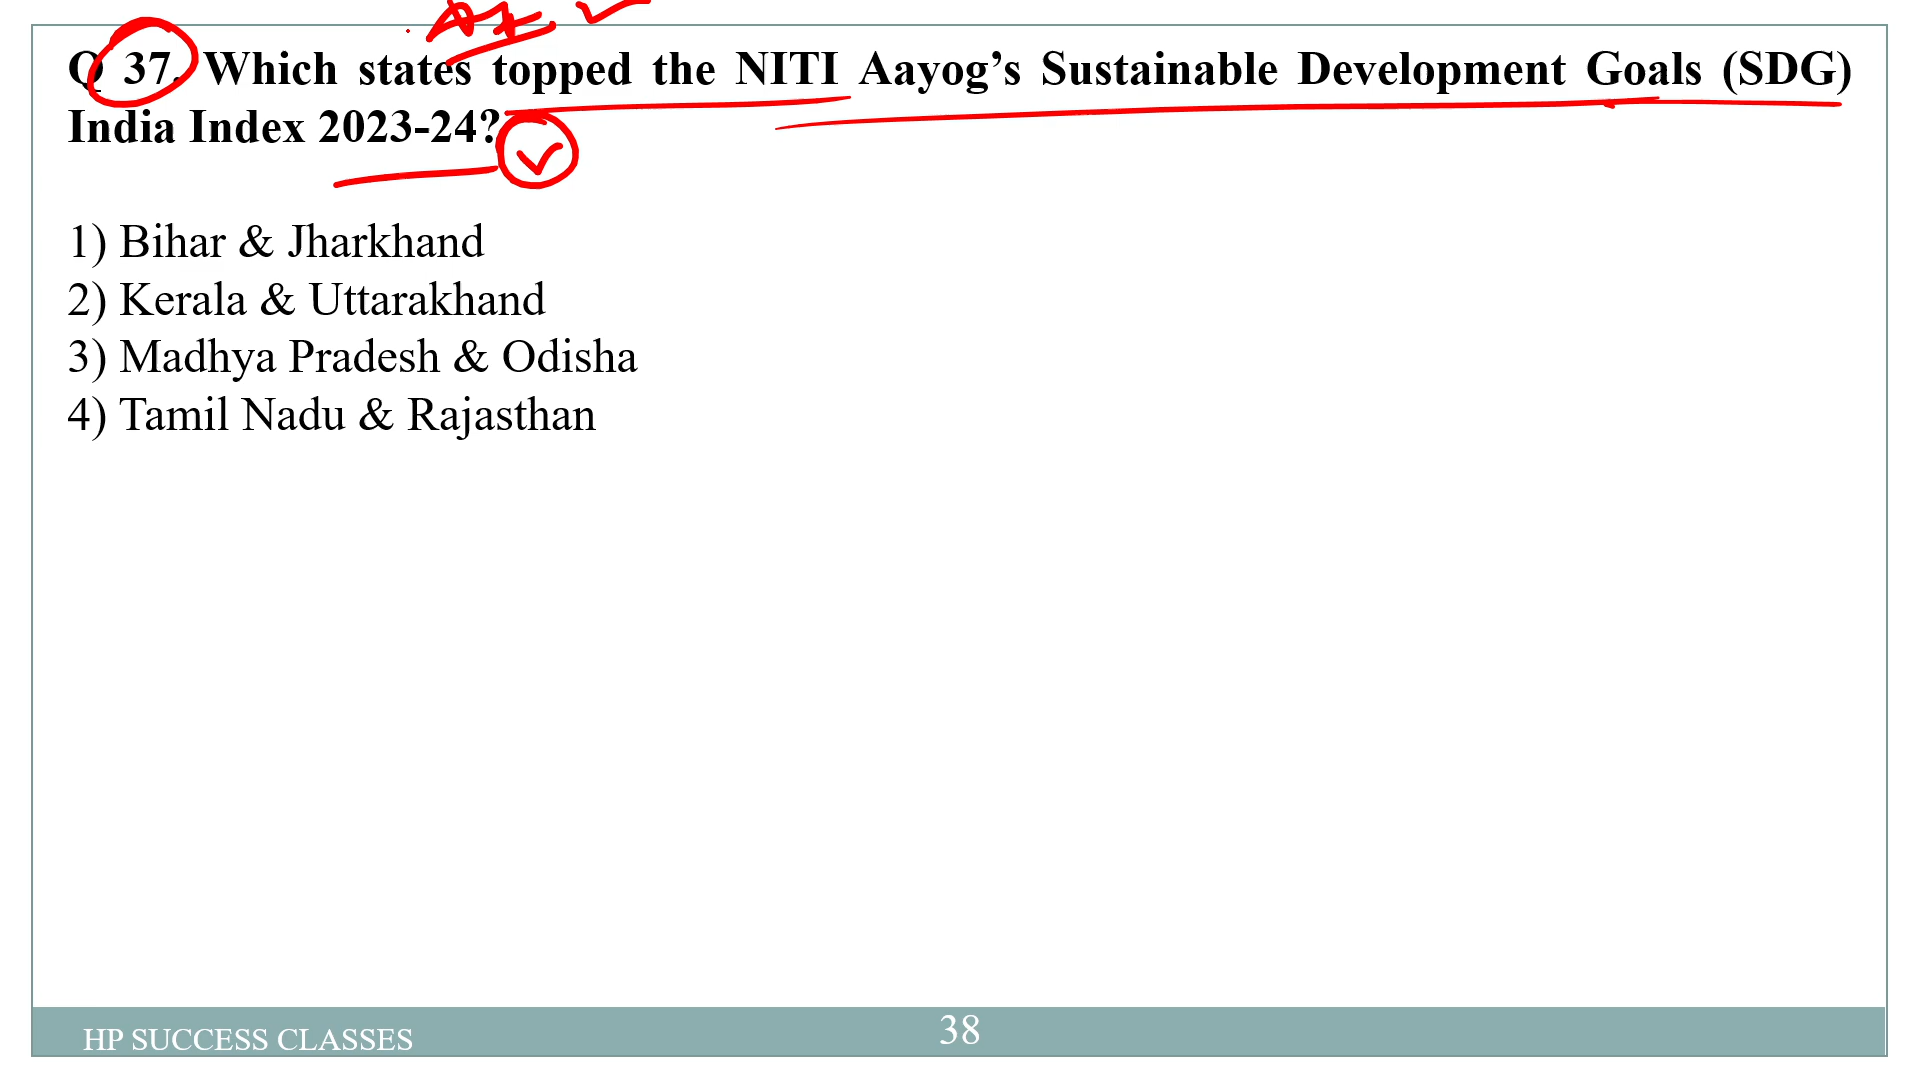 Q 37. Which states topped the NITI Aayog’s Sustainable Development Goals (SDG)
India Index 2023-24?
1) Bihar & Jharkhand
2) Kerala & Uttarakhand
3) Madhya Pradesh & Odisha
4) Tamil Nadu & Rajasthan
HP SUCCESS CLASSES
38